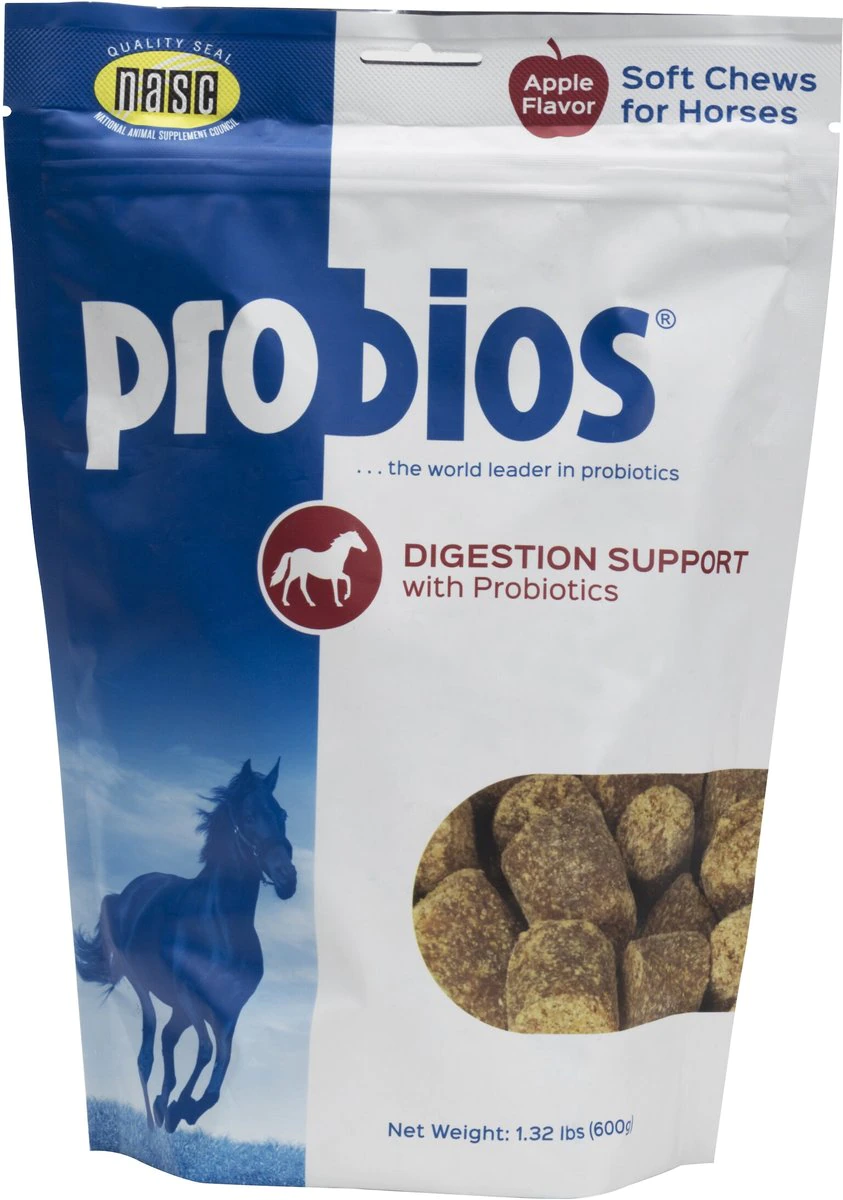 QUALITY SEAL
nasc
NATIONAL ANIMAL SUPPLEMENT COUNCIL
Apple
Flavor
Soft Chews
for Horses
probios®
...the world leader in probiotics
DIGESTION SUPPORT
with Probiotics
Net Weight: 1.32 lbs (600g)